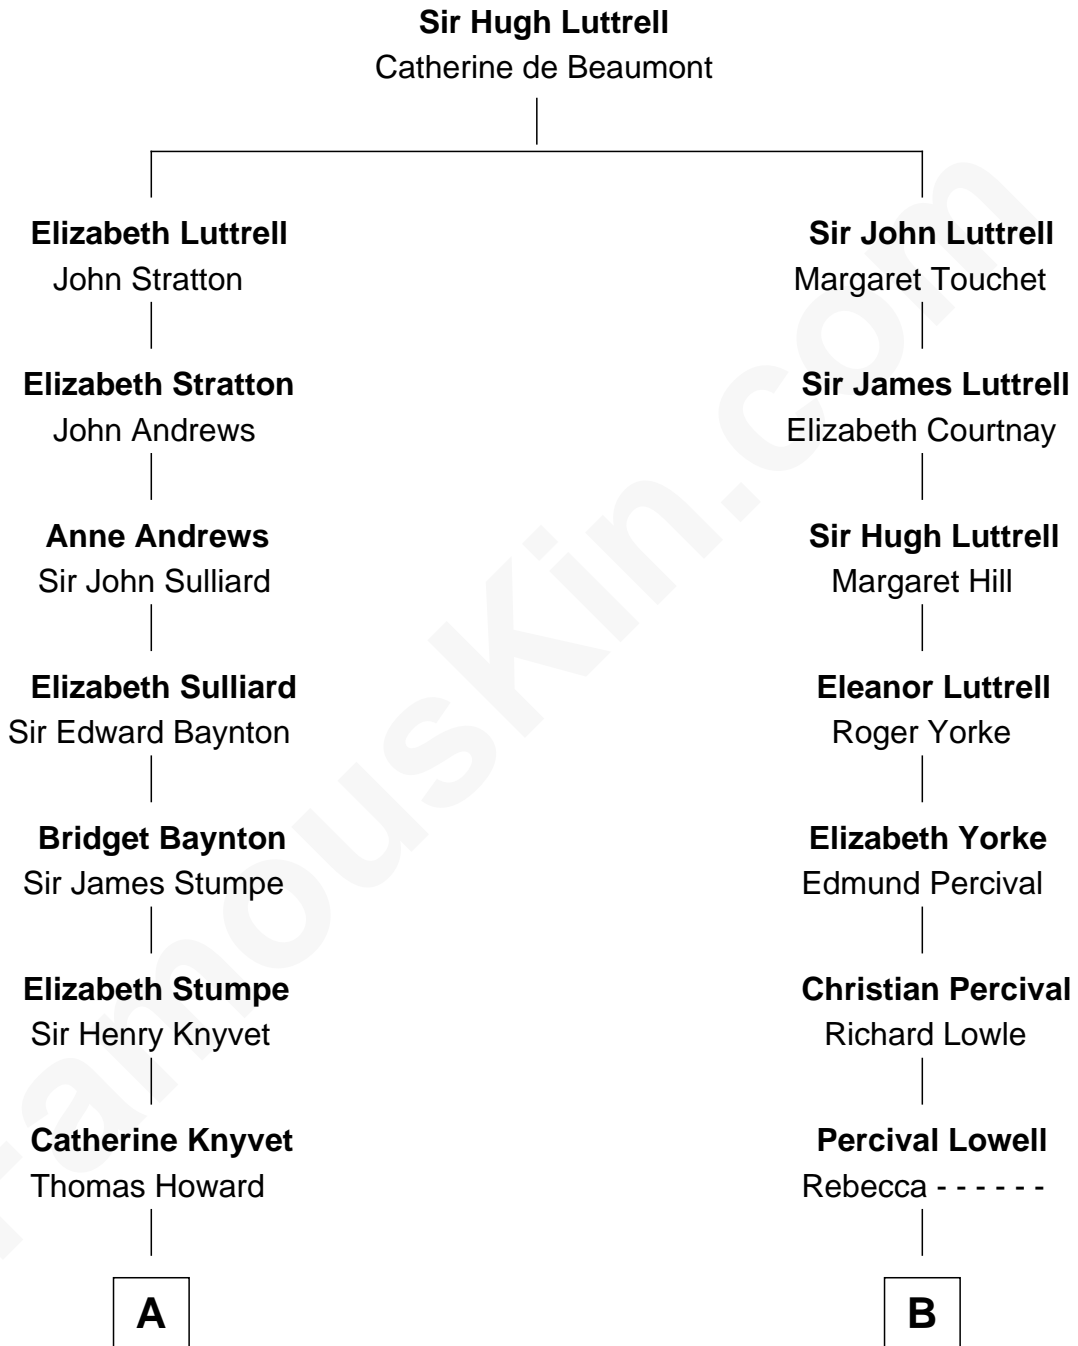 Sir Hugh Luttrell
Catherine de Beaumont
Elizabeth Luttrell
John Stratton
Sir John Luttrell
Margaret Touchet
Elizabeth Stratton
John Andrews
Sir James Luttrell
Elizabeth Courtnay
Anne Andrews
Sir John Sulliard
Sir Hugh Luttrell
Margaret Hill
Elizabeth Sulliard
Sir Edward Baynton
Eleanor Luttrell
Roger Yorke
Bridget Baynton
Sir James Stumpe
Elizabeth Yorke
Edmund Percival
Elizabeth Stumpe
Sir Henry Knyvet
Christian Percival
Richard Lowle
Catherine Knyvet
Thomas Howard
Percival Lowell
Rebecca - - - - - -
A
B
FamousKin.com